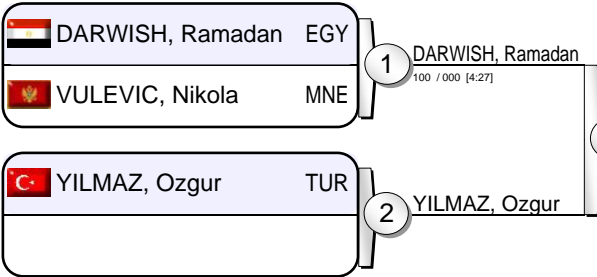 DARWISH, Ramadan EGY
VULEVIC, Nikola MNE
1
DARWISH, Ramadan
100 / 000 [4:27]
YILMAZ, Ozgur TUR
2
YILMAZ, Ozgur